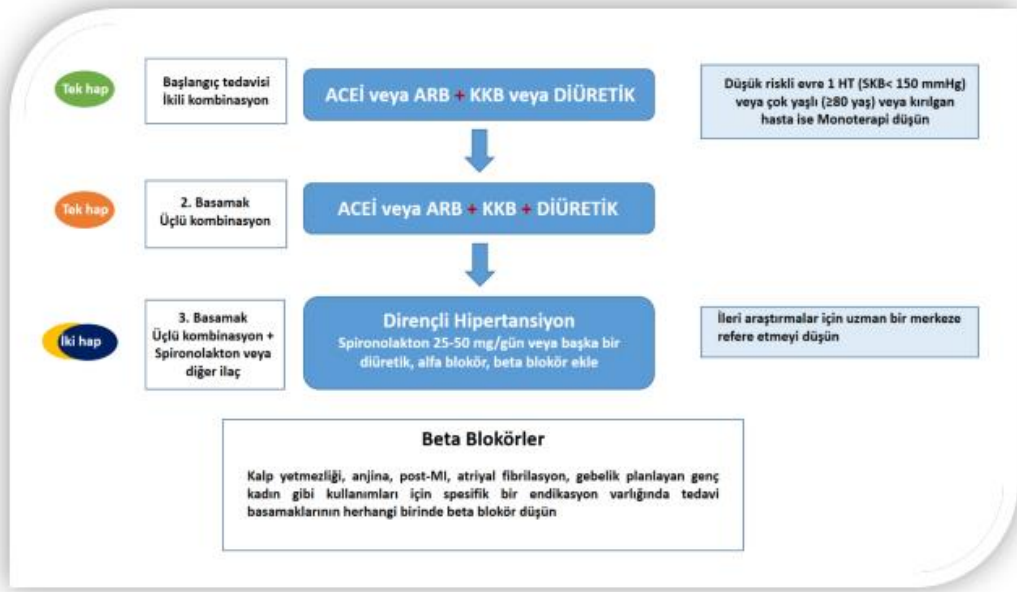 Tek hap
Başlangıç tedavisi
İkili kombinasyon
ACEİ veya ARB + KKB veya DİÜRETİK
Düşük riskli evre 1 HT (SKB< 150 mmHg)
veya çok yaşlı (≥80 yaş) veya kırılgan
hasta ise Monoterapi düşün
Tek hap
2. Basamak
Üçlü kombinasyon
ACEİ veya ARB + KKB + DİÜRETİK
İki hap
3. Basamak
Üçlü kombinasyon +
Spironolakton veya
diğer ilaç
Dirençli Hipertansiyon
Spironolakton 25-50 mg/gün veya başka bir
diüretik, alfa blokör, beta blokör ekle
İleri araştırmalar için uzman bir merkeze
refere etmeyi düşün
Beta Blokörler
Kalp yetmezliği, anjina, post-MI, atriyal fibrilasyon, gebelik planlayan genç
kadın gibi kullanımları için spesifik bir endikasyon varlığında tedavi
basamaklarının herhangi birinde beta blokör düşün